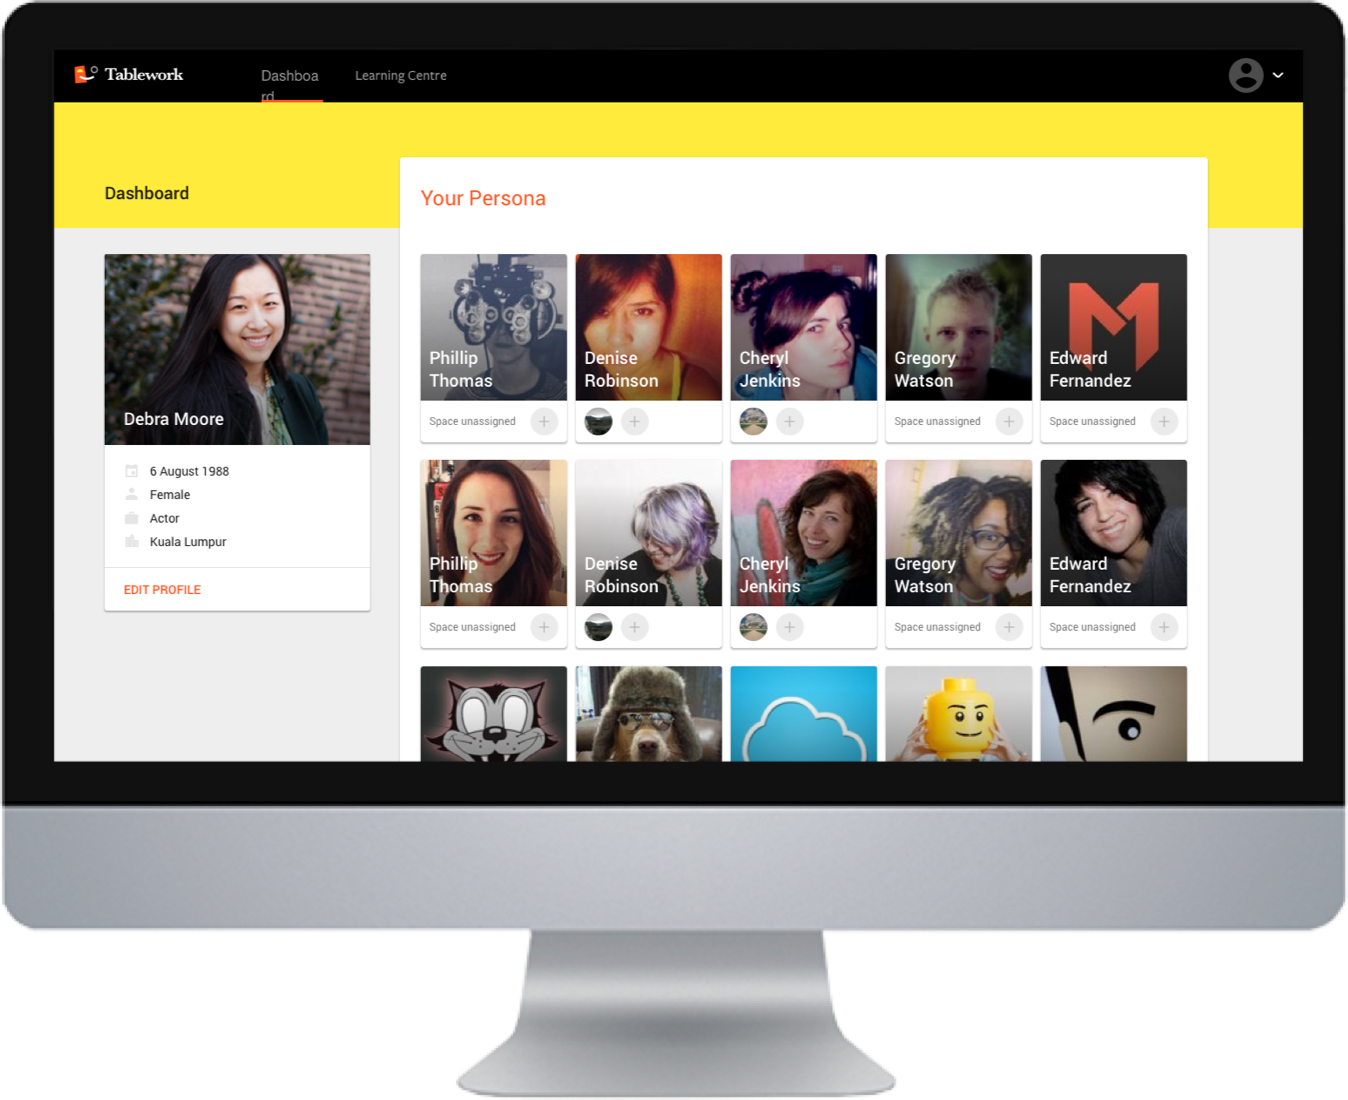 Tablework
Dashboa
rd
Learning Centre
Dashboard
Your Persona
Debra Moore
6 August 1988
Female
Actor
Kuala Lumpur
EDIT PROFILE
Phillip
Thomas
Space unassigned
Denise
Robinson
Cheryl
Jenkins
Gregory
Watson
Space unassigned
Edward
Fernandez
Space unassigned
Phillip
Thomas
Space unassigned
Denise
Robinson
Cheryl
Jenkins
Gregory
Watson
Space unassigned
Edward
Fernandez
Space unassigned